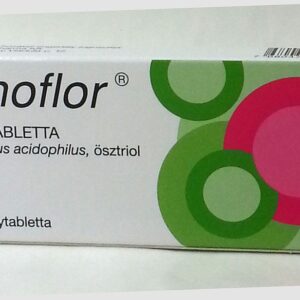 noflor ®
TABLETTA
us acidophilus, ösztriol
ytabletta